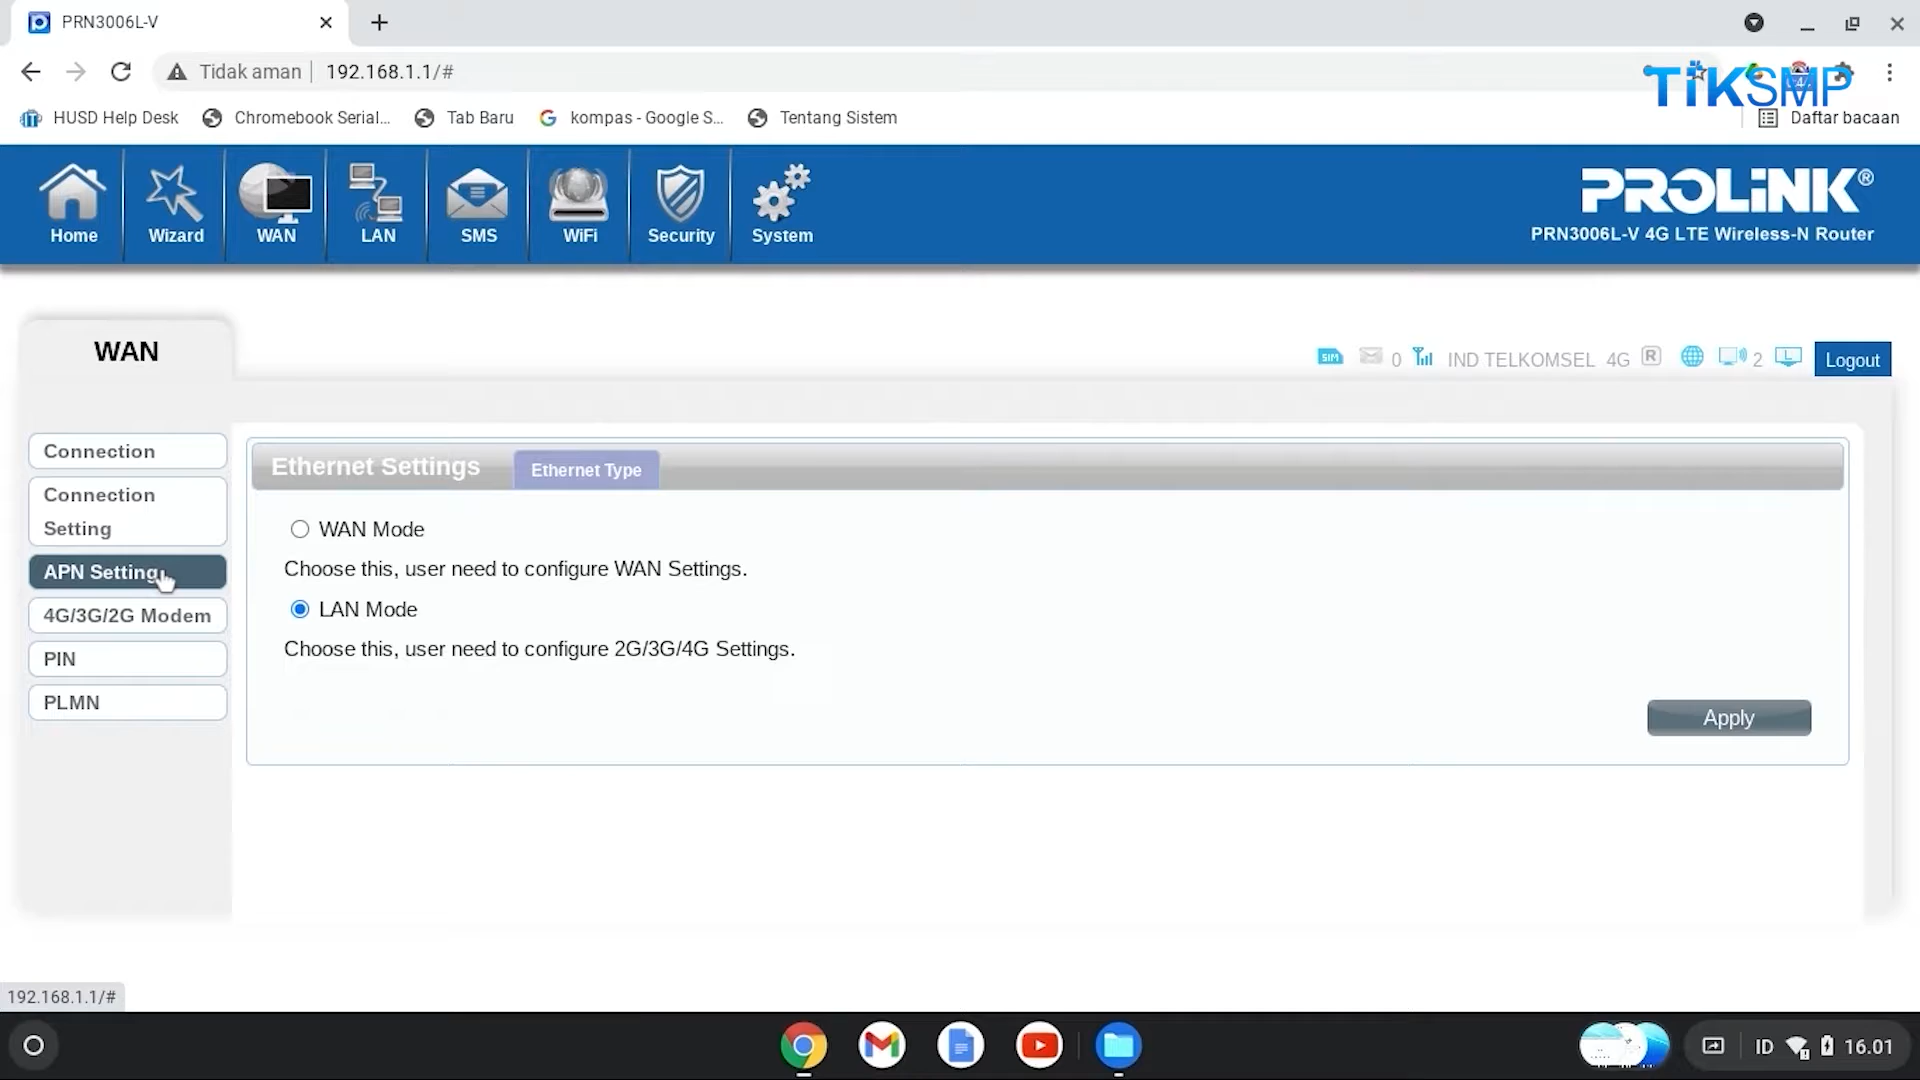 PRN3006L-V
Tidak aman
192.168.1.1/#
TiKSMP
HUSD Help Desk
Chromebook Serial...
Tab Baru
kompas - Google S...
Tentang Sistem
Daftar bacaan
Home
Wizard
WAN
LAN
SMS
WiFi
Security
System
PROLiNK®
PRN3006L-V 4G LTE Wireless-N Router
WAN
SIM
0
IND TELKOMSEL 4G
R
2
L
Logout
Connection
Connection
Setting
APN Setting
4G/3G/2G Modem
PIN
PLMN
Ethernet Settings
Ethernet Type
WAN Mode
Choose this, user need to configure WAN Settings.
LAN Mode
Choose this, user need to configure 2G/3G/4G Settings.
Apply
192.168.1.1/#
ID
16.01